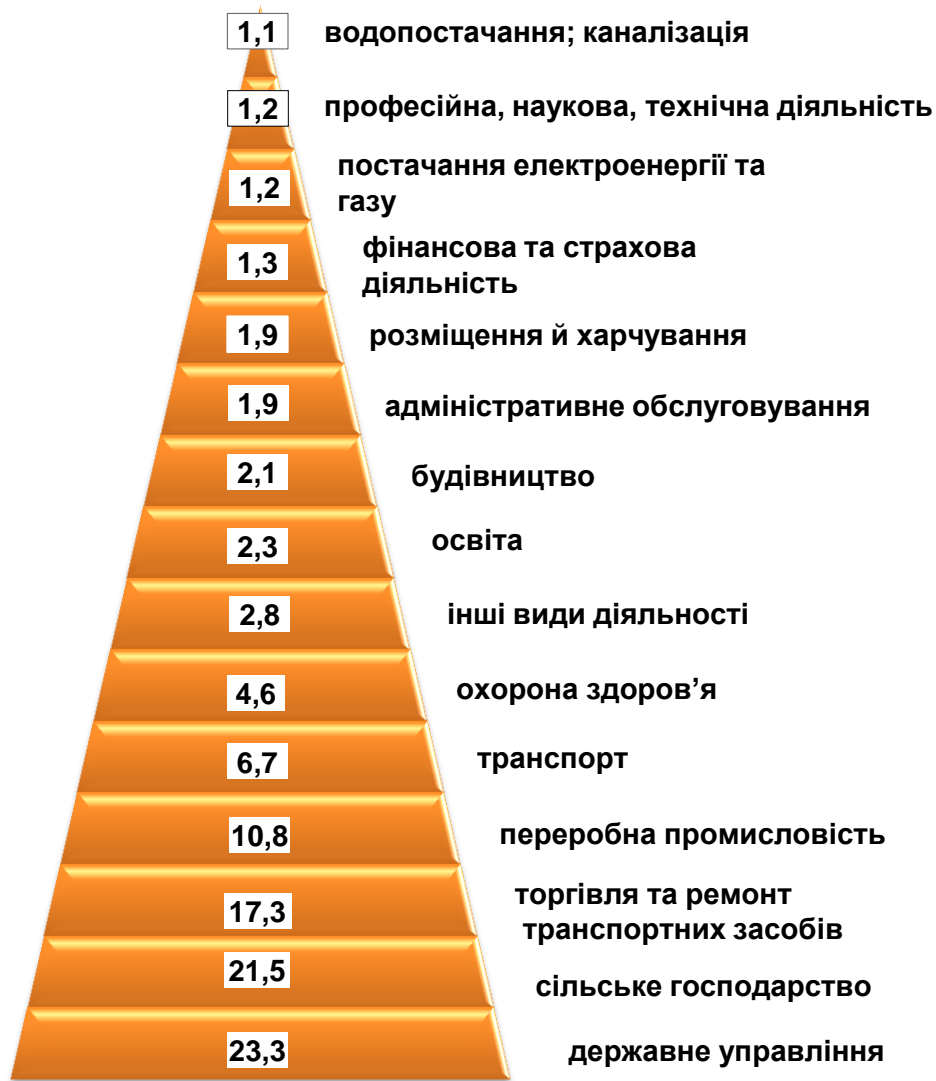 1,1 водопостачання; каналізація
1,2 професійна, наукова, технічна діяльність
1,2 постачання електроенергії та
газу
1,3 фінансова та страхова
діяльність
1,9 розміщення й харчування
1,9 адміністративне обслуговування
2,1 будівництво
2,3 освіта
2,8 інші види діяльності
4,6 охорона здоров’я
6,7 транспорт
10,8 переробна промисловість
17,3 торгівля та ремонт
транспортних засобів
21,5 сільське господарство
23,3 державне управління